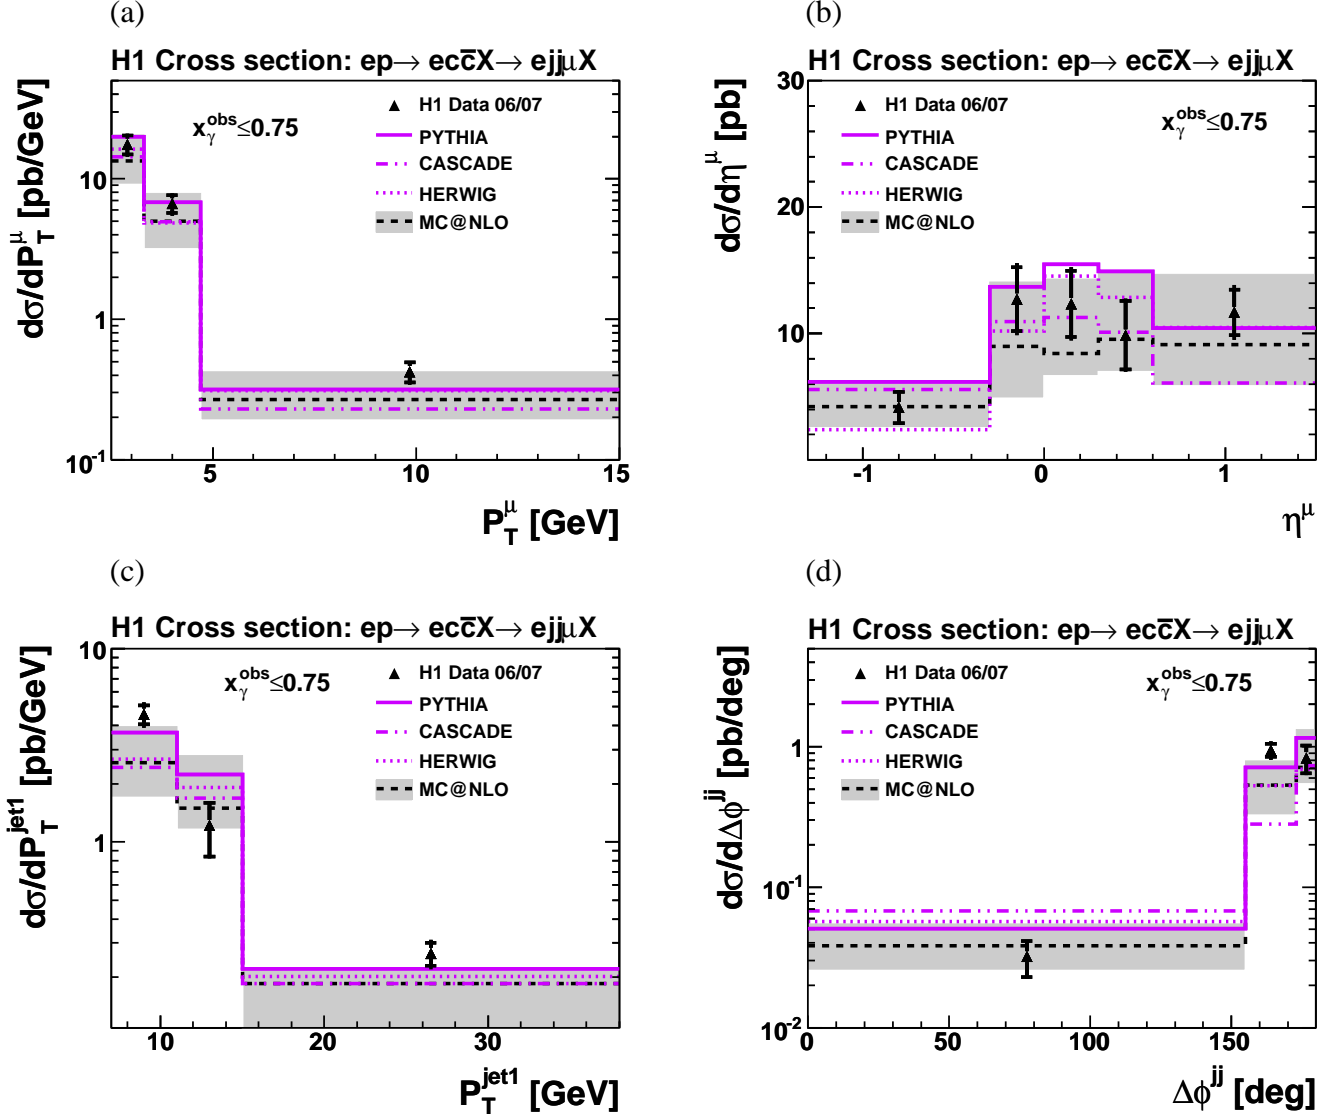 (a)
H1 Cross section: ep→ ecc̅X→ ejjμX
dσ/dP_T^μ [pb/GeV]
x_γ^obs≤0.75
H1 Data 06/07
PYTHIA
CASCADE
HERWIG
MC@NLO
10
1
10^-1
5 10 15
P_T^μ [GeV]
(b)
H1 Cross section: ep→ ecc̅X→ ejjμX
dσ/dη^μ [pb]
H1 Data 06/07
x_γ^obs≤0.75
PYTHIA
CASCADE
HERWIG
MC@NLO
30
20
10
-1 0 1
η^μ
(c)
H1 Cross section: ep→ ecc̅X→ ejjμX
dσ/dP_T^jet1 [pb/GeV]
x_γ^obs≤0.75
H1 Data 06/07
PYTHIA
CASCADE
HERWIG
MC@NLO
10
1
10 20 30
P_T^jet1 [GeV]
(d)
H1 Cross section: ep→ ecc̅X→ ejjμX
dσ/dΔϕ^jj [pb/deg]
H1 Data 06/07
x_γ^obs≤0.75
PYTHIA
CASCADE
HERWIG
MC@NLO
1
10^-1
10^-2
0 50 100 150
Δϕ^jj [deg]